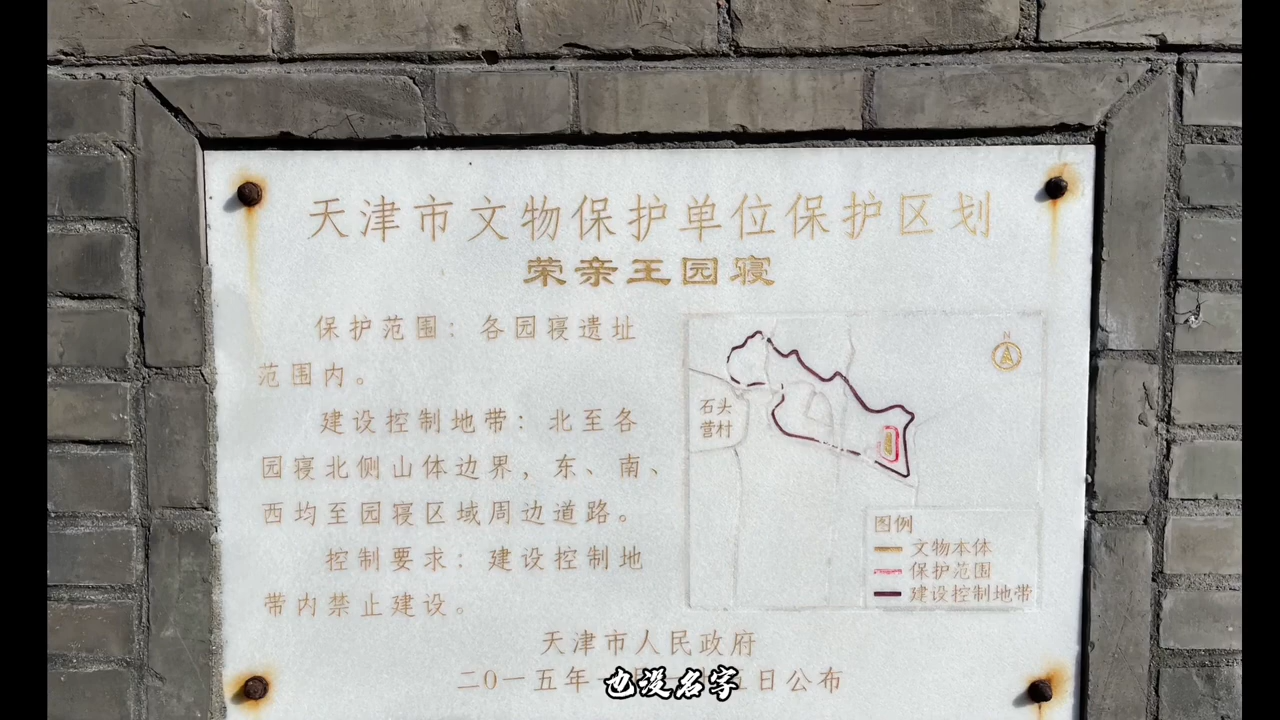 天津市文物保护单位保护区划
荣亲王园寝
保护范围：各园寝遗址
范围内。
建设控制地带：北至各
园寝北侧山体边界，东、南、
西均至园寝区域周边道路。
控制要求：建设控制地
带内禁止建设。
N
石头
营村
图例
文物本体
保护范围
建设控制地带
天津市人民政府
二〇一五年一月 五日公布
也没名字